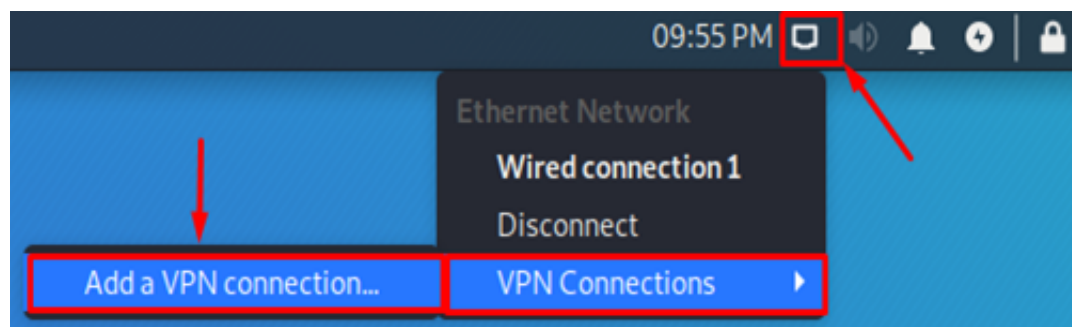 09:55 PM
Ethernet Network
Wired connection 1
Disconnect
Add a VPN connection...
VPN Connections